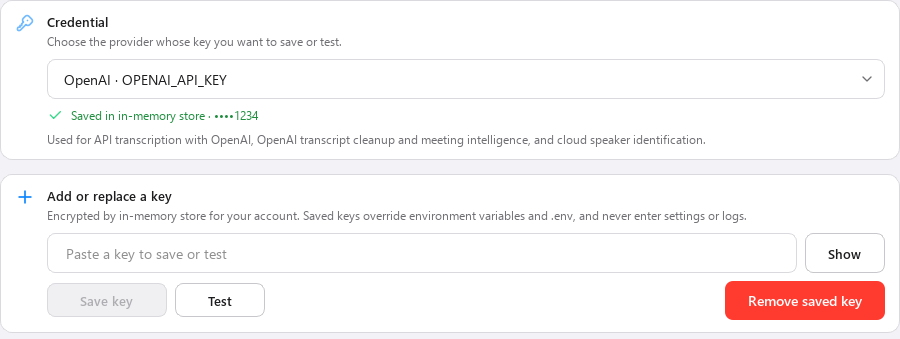 Credential
Choose the provider whose key you want to save or test.
OpenAI · OPENAI_API_KEY
Saved in in-memory store · ••••1234
Used for API transcription with OpenAI, OpenAI transcript cleanup and meeting intelligence, and cloud speaker identification.
Add or replace a key
Encrypted by in-memory store for your account. Saved keys override environment variables and .env, and never enter settings or logs.
Paste a key to save or test
Show
Save key
Test
Remove saved key